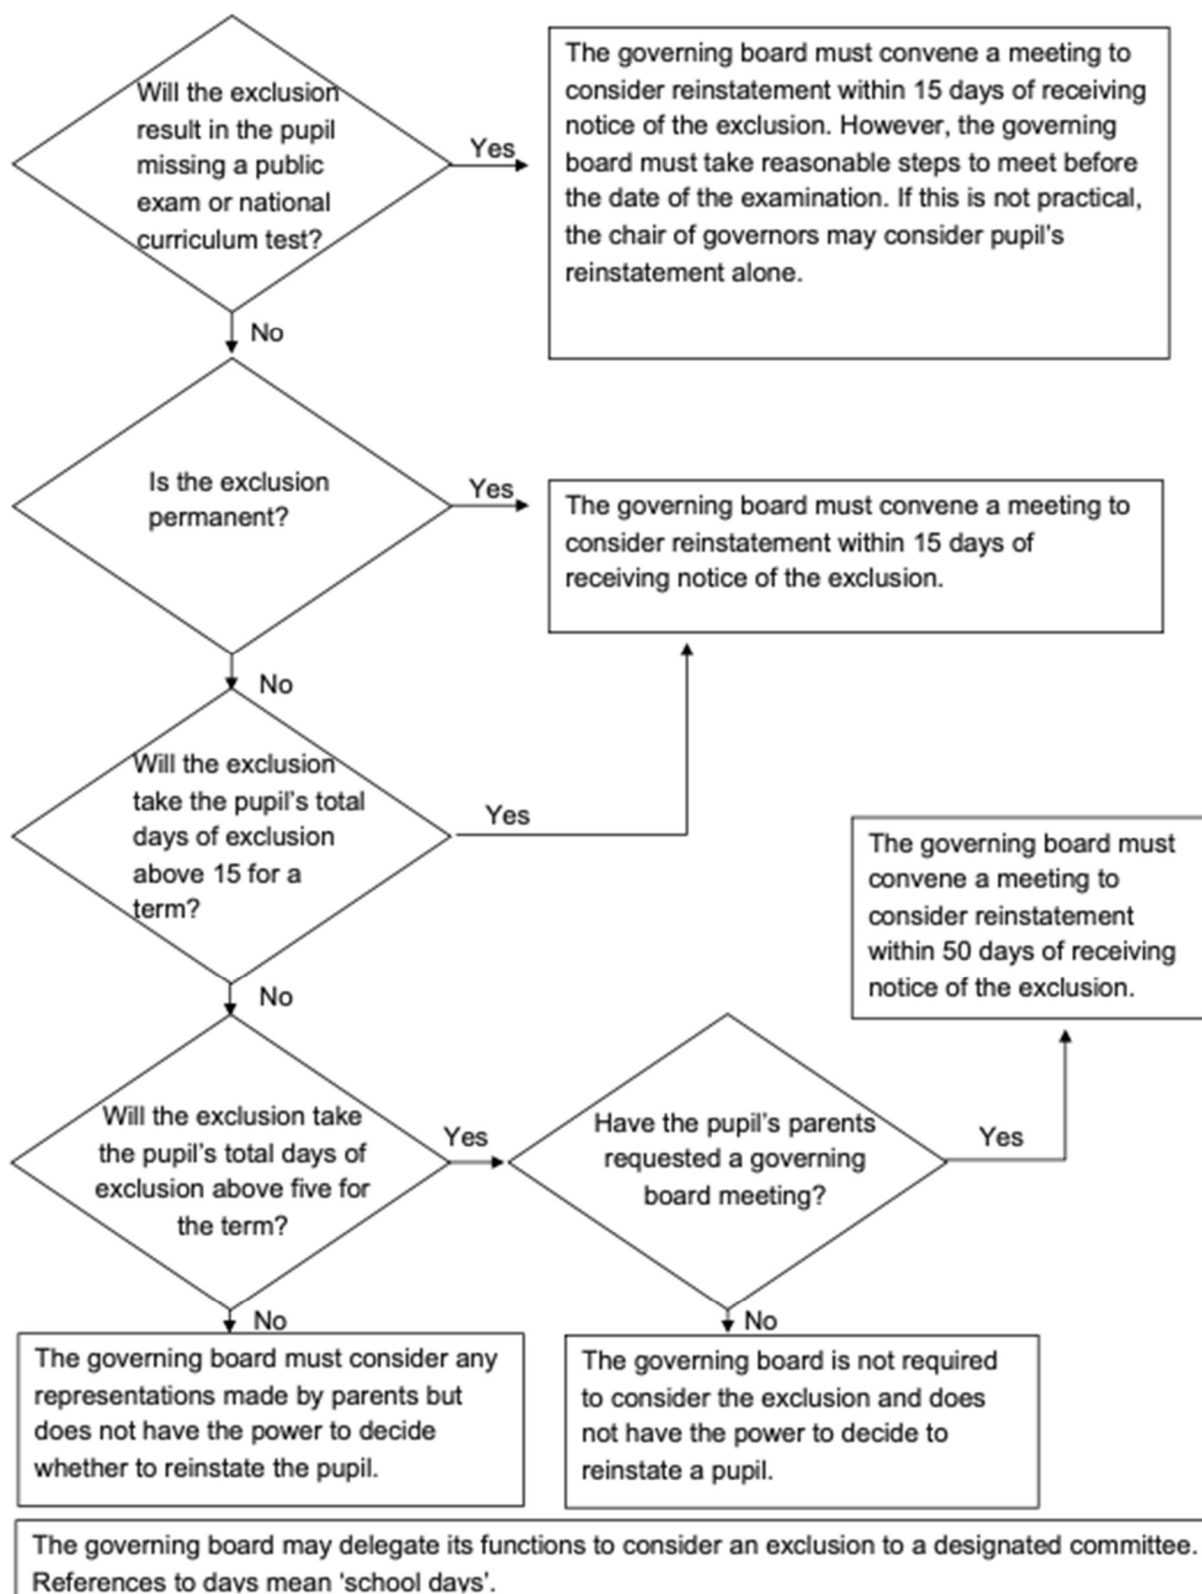 Will the exclusion
result in the pupil
missing a public
exam or national
curriculum test?
Yes
The governing board must convene a meeting to
consider reinstatement within 15 days of receiving
notice of the exclusion. However, the governing
board must take reasonable steps to meet before
the date of the examination. If this is not practical,
the chair of governors may consider pupil's
reinstatement alone.
No
Is the exclusion
permanent?
Yes
The governing board must convene a meeting to
consider reinstatement within 15 days of
receiving notice of the exclusion.
No
Will the exclusion
take the pupil's total
days of exclusion
above 15 for a
term?
Yes
No
Will the exclusion take
the pupil's total days of
exclusion above five for
the term?
Yes
Have the pupil's parents
requested a governing
board meeting?
Yes
The governing board must
convene a meeting to
consider reinstatement
within 50 days of receiving
notice of the exclusion.
No
The governing board must consider any
representations made by parents but
does not have the power to decide
whether to reinstate the pupil.
No
The governing board is not required
to consider the exclusion and does
not have the power to decide to
reinstate a pupil.
The governing board may delegate its functions to consider an exclusion to a designated committee.
References to days mean 'school days'.